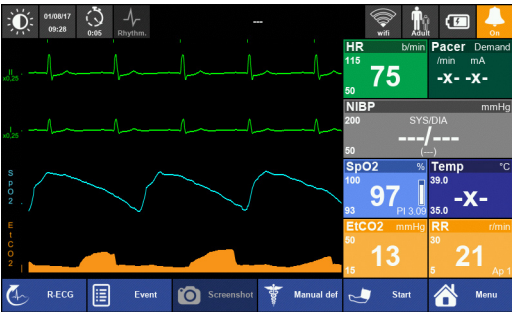 01/08/17
09:28
0:05
Rhythm.
---
wifi
Adult
On
II
x0,25
I
x0,25
SpO2
EtCO2
HR b/min
115
75
50
Pacer Demand
/min mA
-x- -x-
NIBP mmHg
200 SYS/DIA
---/---
50 (---)
SpO2 %
100
97
93 PI 3.09
Temp °C
39.0
-x-
35.0
EtCO2 mmHg
50
13
15
RR r/min
30
21
5 Ap 1
R-ECG
Event
Screenshot
Manual def
Start
Menu